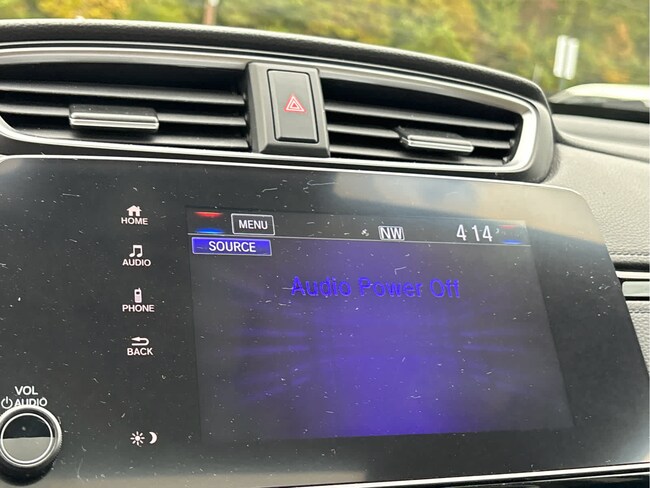 HOME
AUDIO
PHONE
BACK
VOL
AUDIO
MENU
NW
4:14
SOURCE
Audio Power Off